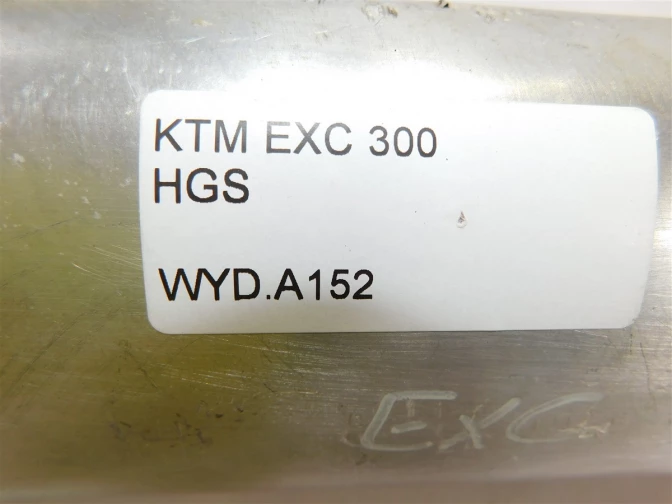 KTM EXC 300
HGS
WYD.A152
EXC